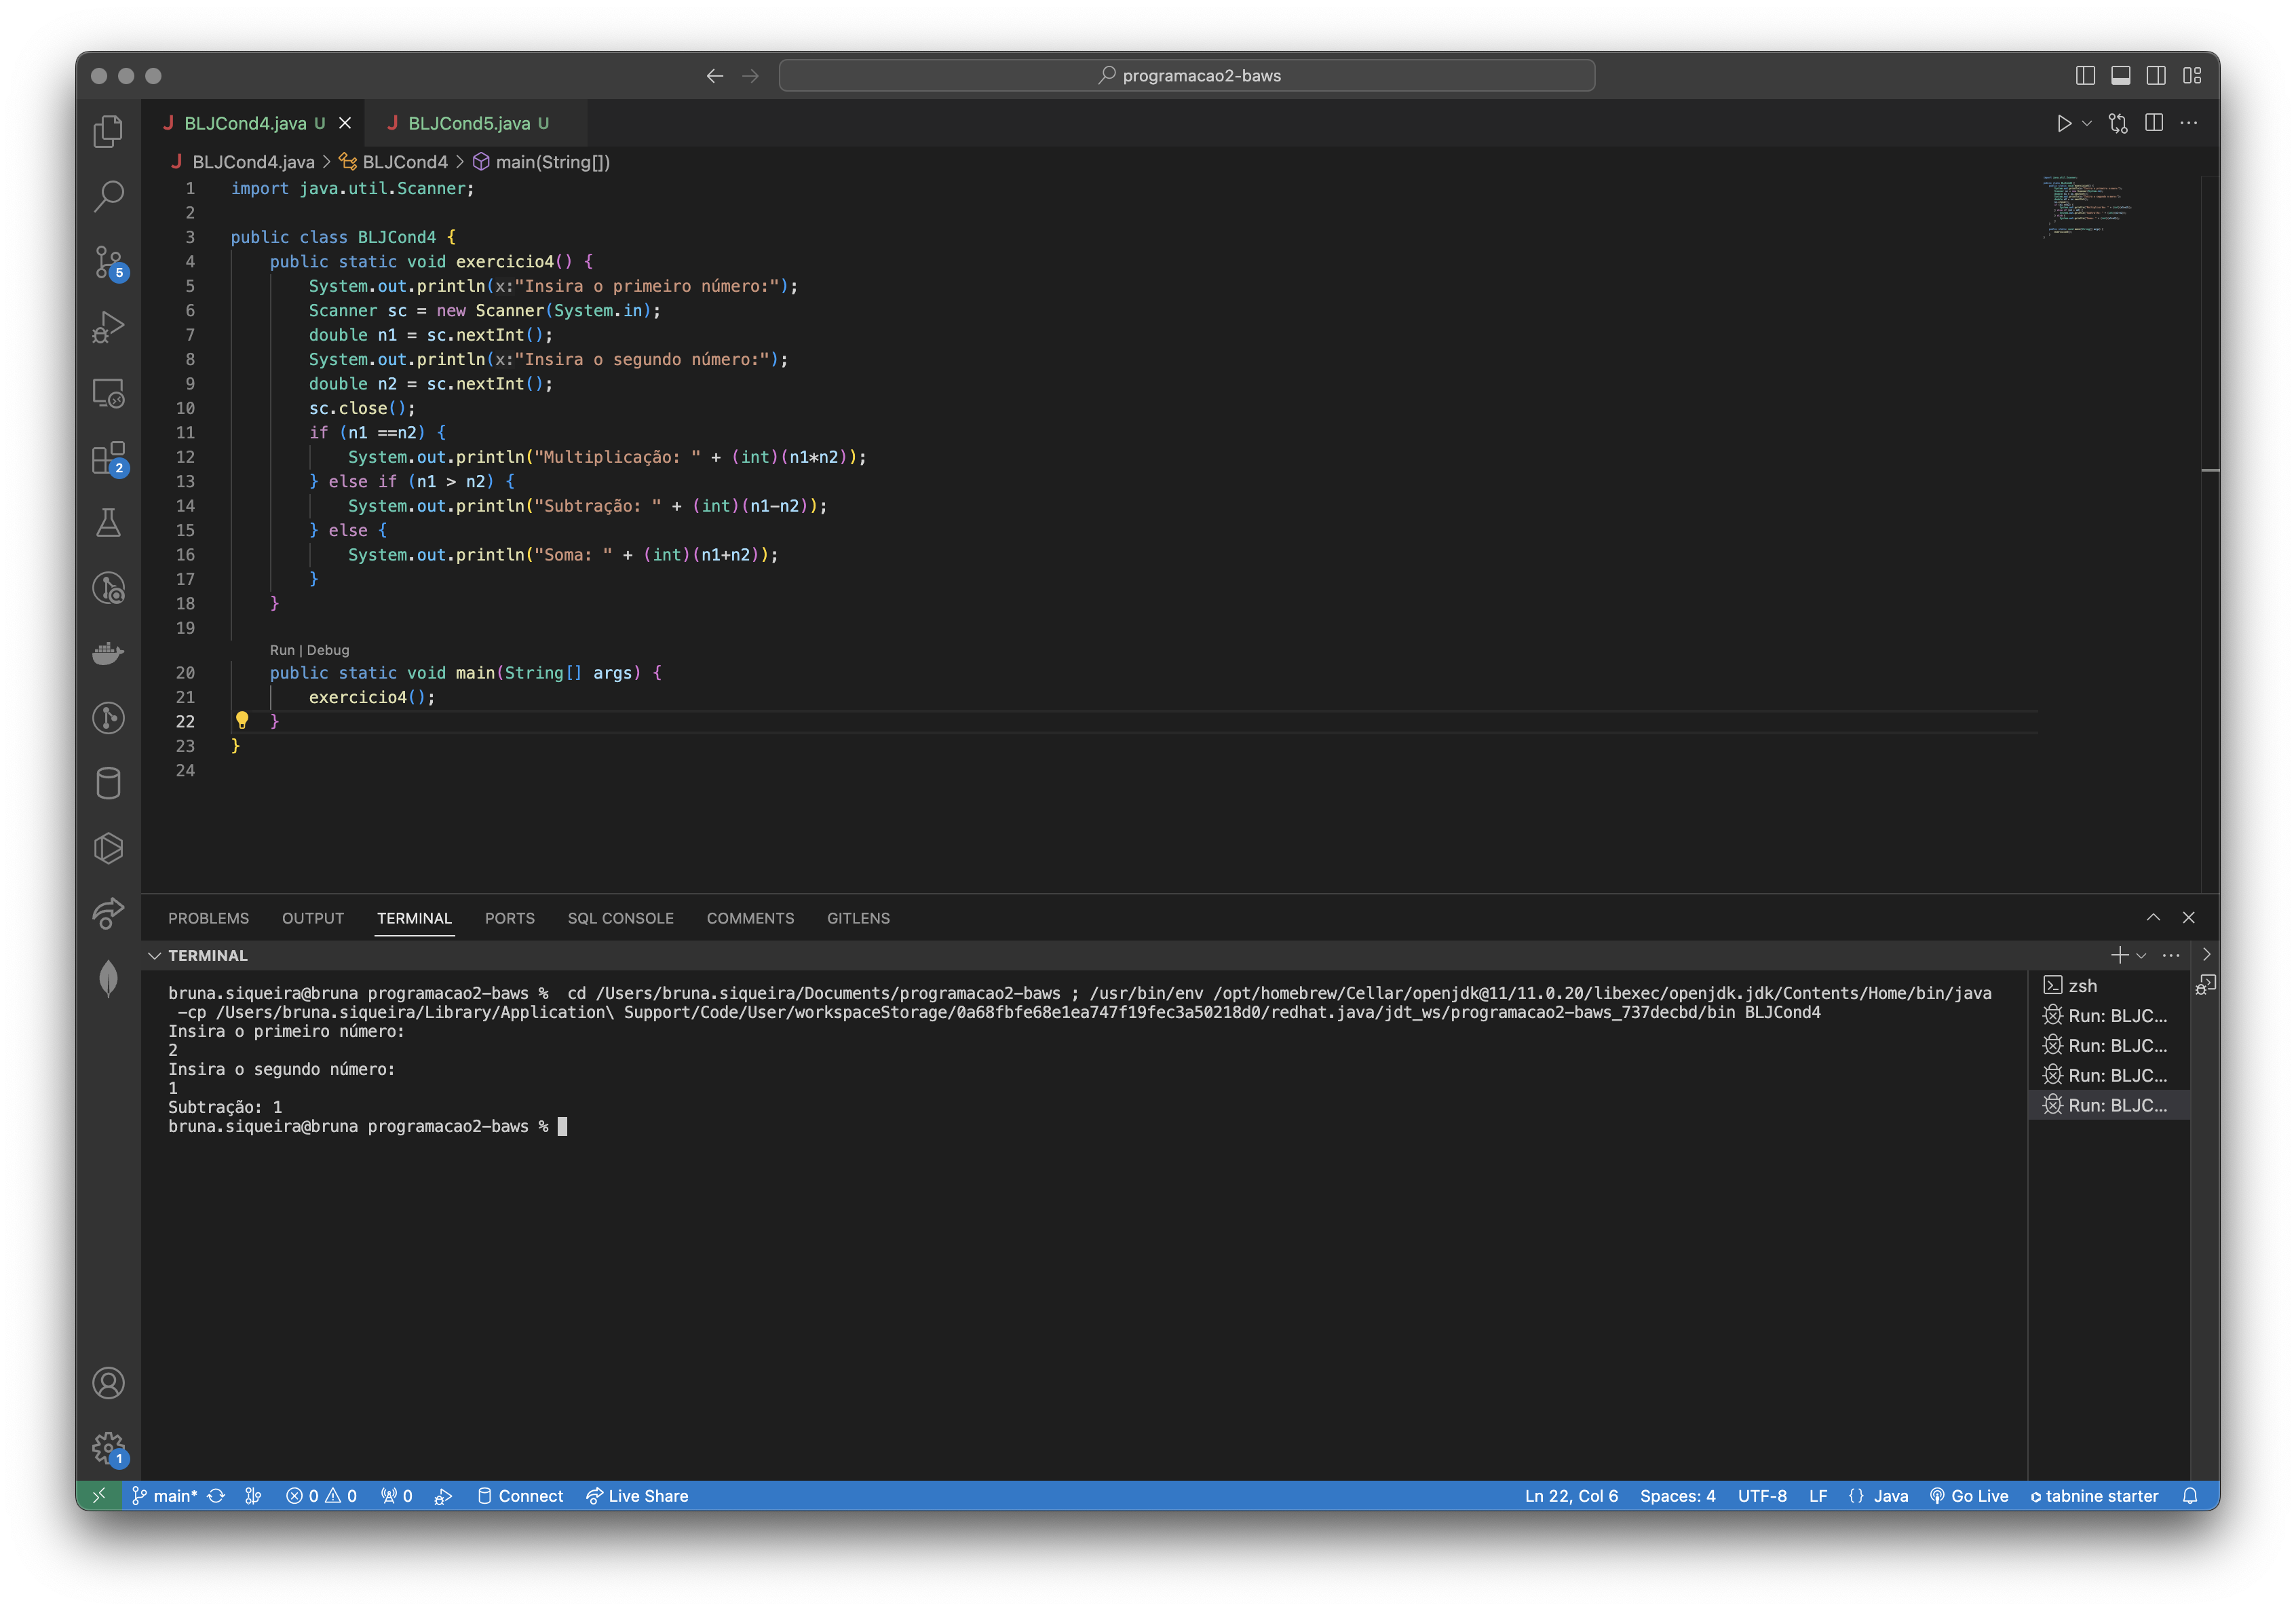 programacao2-baws
BLJCond4.java U
BLJCond5.java U
BLJCond4.java > BLJCond4 > main(String[])
1 import java.util.Scanner;
2
3 public class BLJCond4 {
4 public static void exercicio4() {
5 System.out.println(x:"Insira o primeiro número:");
6 Scanner sc = new Scanner(System.in);
7 double n1 = sc.nextInt();
8 System.out.println(x:"Insira o segundo número:");
9 double n2 = sc.nextInt();
10 sc.close();
11 if (n1 ==n2) {
12 System.out.println("Multiplicação: " + (int)(n1*n2));
13 } else if (n1 > n2) {
14 System.out.println("Subtração: " + (int)(n1-n2));
15 } else {
16 System.out.println("Soma: " + (int)(n1+n2));
17 }
18 }
19
Run | Debug
20 public static void main(String[] args) {
21 exercicio4();
22 }
23 }
24
5
2
1
PROBLEMS OUTPUT TERMINAL PORTS SQL CONSOLE COMMENTS GITLENS
TERMINAL
bruna.siqueira@bruna programacao2-baws % cd /Users/bruna.siqueira/Documents/programacao2-baws ; /usr/bin/env /opt/homebrew/Cellar/openjdk@11/11.0.20/libexec/openjdk.jdk/Contents/Home/bin/java
-cp /Users/bruna.siqueira/Library/Application\ Support/Code/User/workspaceStorage/0a68fbfe68e1ea747f19fec3a50218d0/redhat.java/jdt_ws/programacao2-baws_737decbd/bin BLJCond4
Insira o primeiro número:
2
Insira o segundo número:
1
Subtração: 1
bruna.siqueira@bruna programacao2-baws %
zsh
Run: BLJC...
Run: BLJC...
Run: BLJC...
Run: BLJC...
main* 0 0 0 Connect Live Share Ln 22, Col 6 Spaces: 4 UTF-8 LF {} Java Go Live tabnine starter